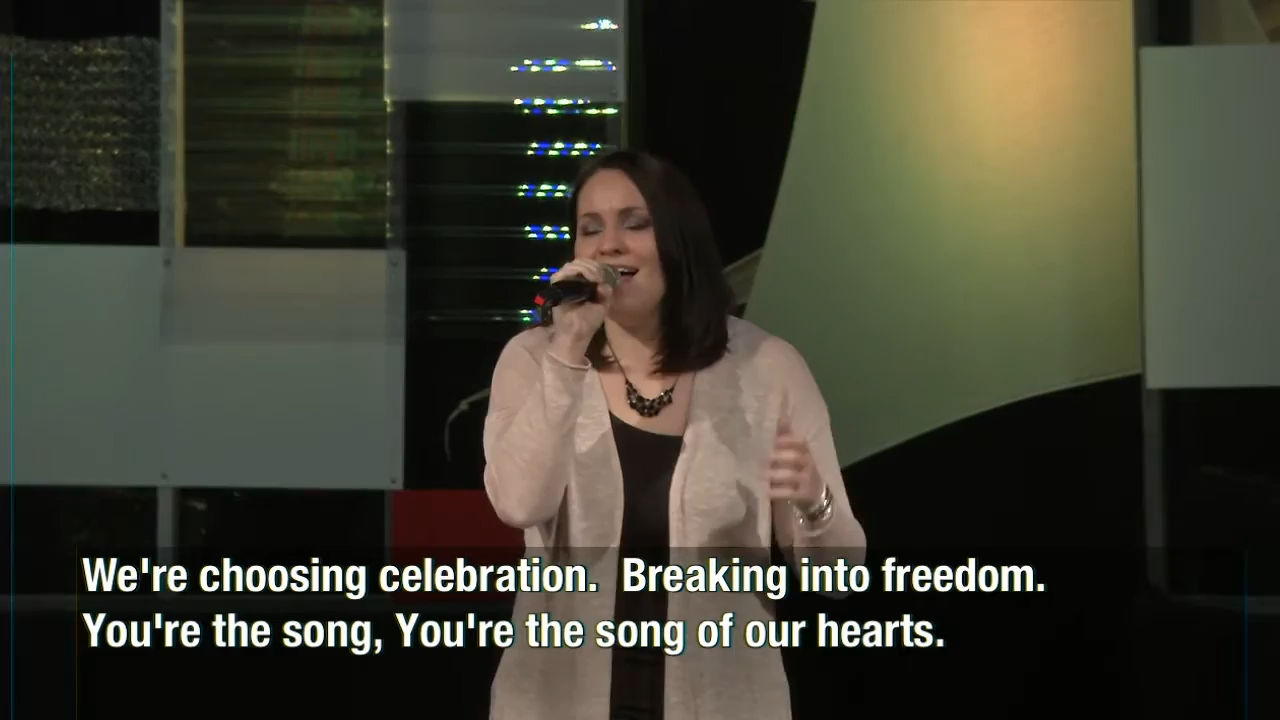 We're choosing celebration.  Breaking into freedom.
You're the song, You're the song of our hearts.